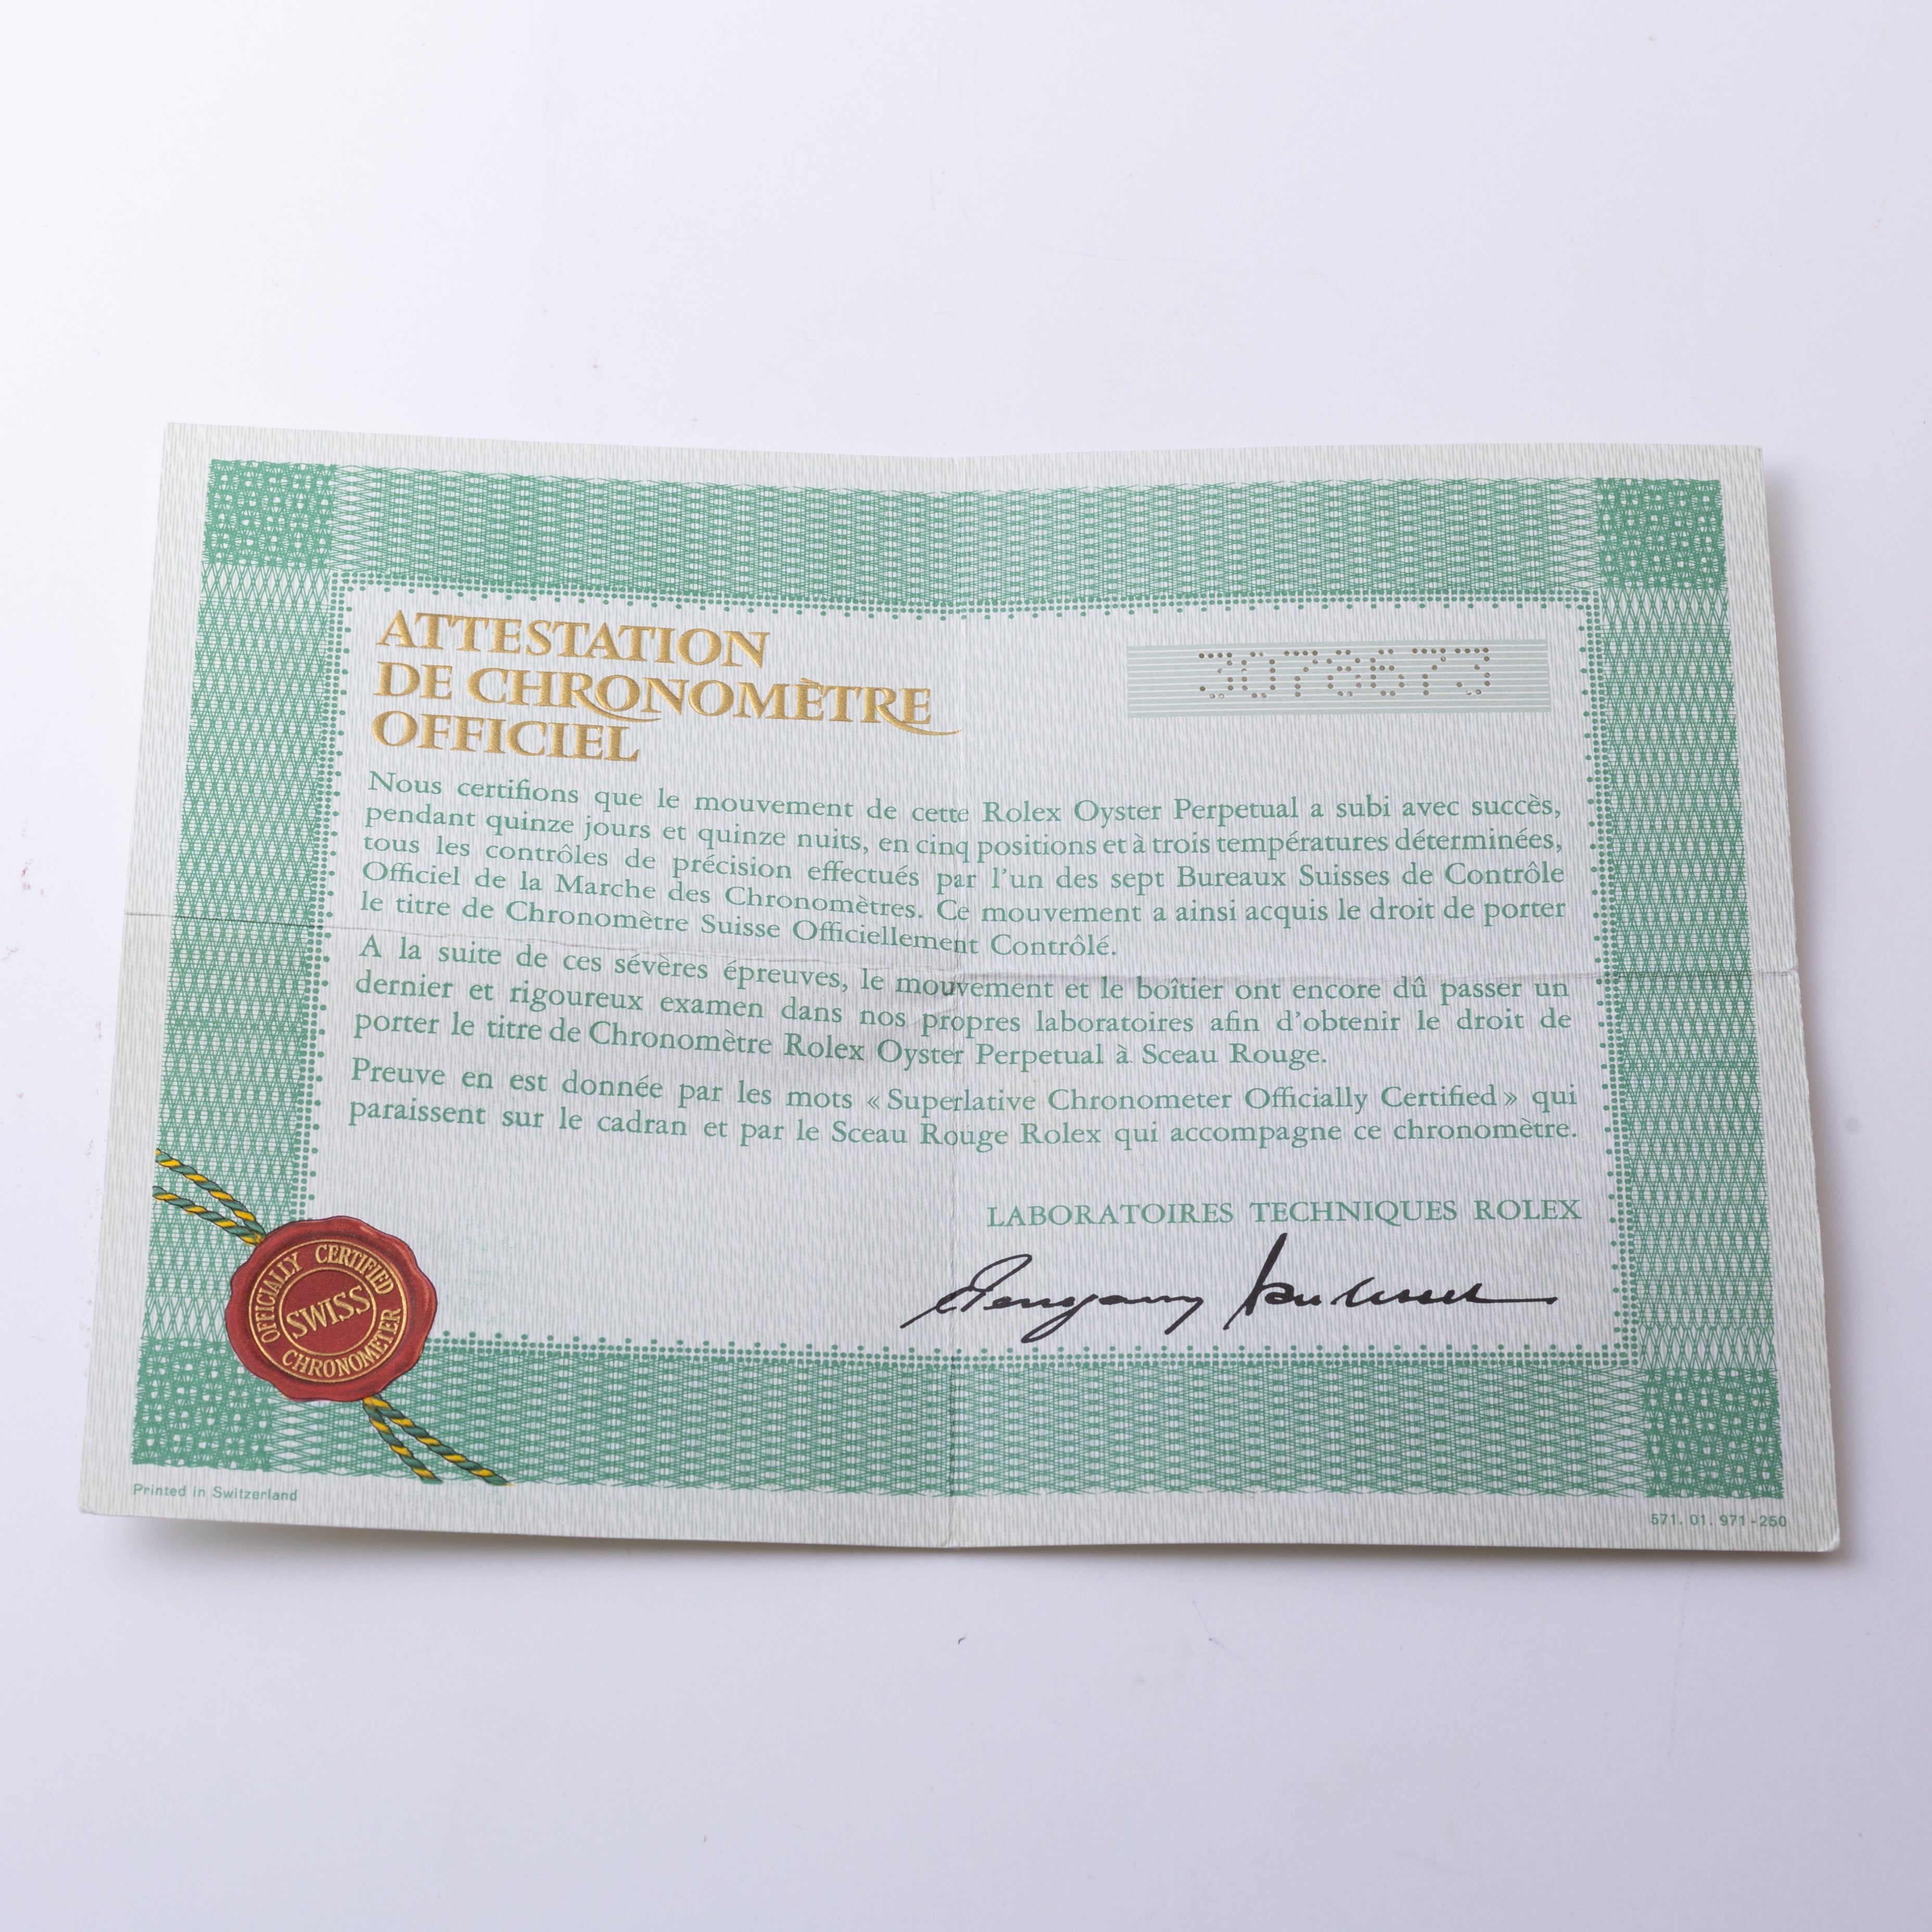 ATTESTATION
DE CHRONOMÈTRE
OFFICIEL
Nous certifions que le mouvement de cette Rolex Oyster Perpetual a subi avec succès,
pendant quinze jours et quinze nuits, en cinq positions et à trois températures déterminées,
tous les contrôles de précision effectués par l'un des sept Bureaux Suisses de Contrôle
Officiel de la Marche des Chronomètres. Ce mouvement a ainsi acquis le droit de porter
le titre de Chronomètre Suisse Officiellement Contrôlé.
A la suite de ces sévères épreuves, le mouvement et le boîtier ont encore dû passer un
dernier et rigoureux examen dans nos propres laboratoires afin d'obtenir le droit de
porter le titre de Chronomètre Rolex Oyster Perpetual à Sceau Rouge.
Preuve en est donnée par les mots « Superlative Chronometer Officially Certified » qui
paraissent sur le cadran et par le Sceau Rouge Rolex qui accompagne ce chronomètre.
LABORATOIRES TECHNIQUES ROLEX
OFFICIALLY CERTIFIED
SWISS
CHRONOMETER
Printed in Switzerland
571. 01. 971 - 250